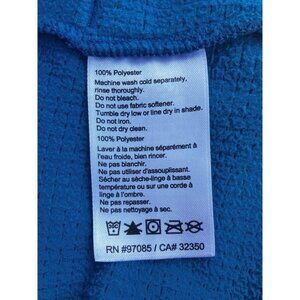 100% Polyester
Machine wash cold separately,
rinse thoroughly.
Do not bleach.
Do not use fabric softener.
Tumble dry low or line dry in shade.
Do not iron.
Do not dry clean.
100% Polyester
Laver à la machine séparément à
l'eau froide, bien rincer.
Ne pas blanchir.
Ne pas utiliser d'assouplissant.
Sécher au sèche-linge à basse
température ou sur une corde à
linge à l'ombre.
Ne pas repasser.
Ne pas nettoyage à sec.
RN #97085 / CA# 32350